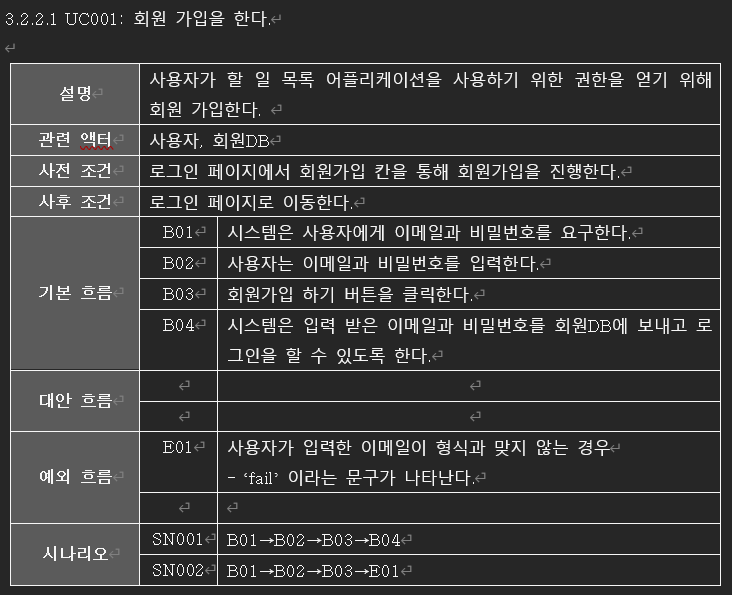 3.2.2.1 UC001: 회원 가입을 한다.
설명
사용자가 할 일 목록 어플리케이션을 사용하기 위한 권한을 얻기 위해
회원 가입한다.
관련 액터
사용자, 회원DB
사전 조건
로그인 페이지에서 회원가입 칸을 통해 회원가입을 진행한다.
사후 조건
로그인 페이지로 이동한다.
기본 흐름
B01
시스템은 사용자에게 이메일과 비밀번호를 요구한다.
B02
사용자는 이메일과 비밀번호를 입력한다.
B03
회원가입 하기 버튼을 클릭한다.
B04
시스템은 입력 받은 이메일과 비밀번호를 회원DB에 보내고 로
그인을 할 수 있도록 한다.
대안 흐름
예외 흐름
E01
사용자가 입력한 이메일이 형식과 맞지 않는 경우
- ‘fail’ 이라는 문구가 나타난다.
시나리오
SN001
B01→B02→B03→B04
SN002
B01→B02→B03→E01